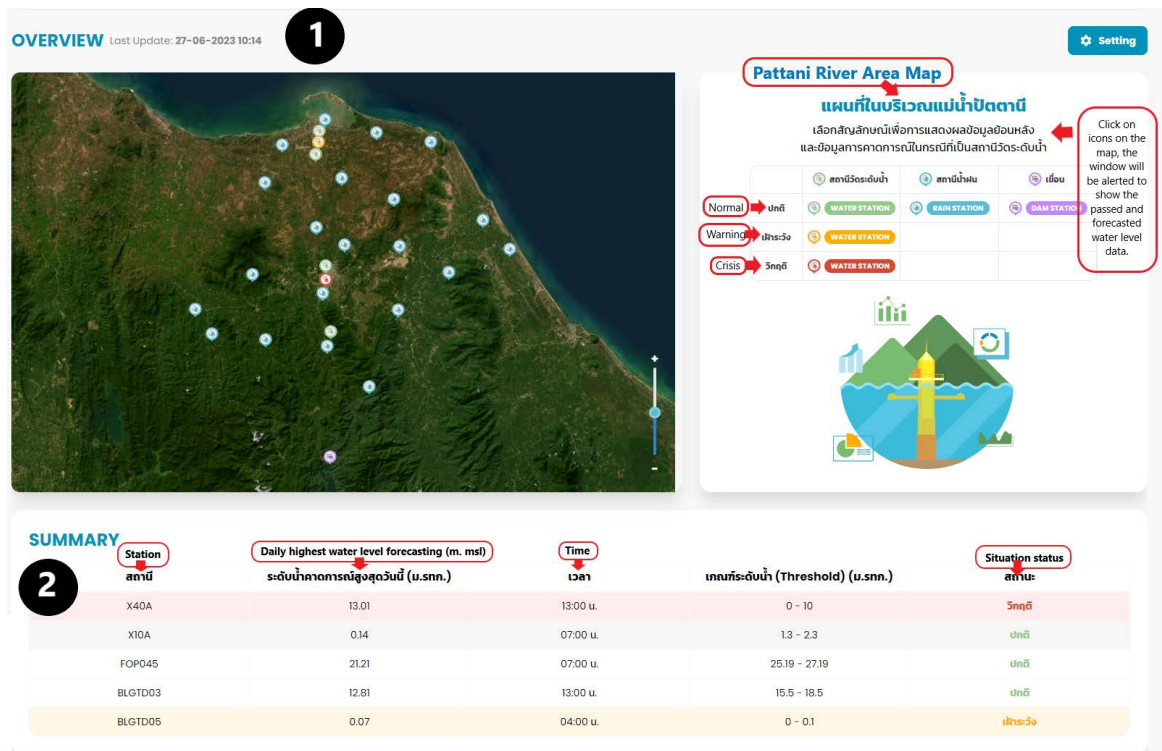 OVERVIEW Last Update: 27-06-2023 10:14
1
Setting
Pattani River Area Map
แผนที่ในบริเวณแม่น้ำปัตตานี
เลือกสัญลักษณ์เพื่อการแสดงผลข้อมูลย้อนหลัง
และข้อมูลการคาดการณ์ในกรณีที่เป็นสถานีวัดระดับน้ำ
Click on
icons on the
map, the
window will
be alerted to
show the
passed and
forecasted
water level
data.
สถานีวัดระดับน้ำ สถานีน้ำฝน เขื่อน
Normal ปกติ WATER STATION RAIN STATION DAM STATION
Warning เฝ้าระวัง WATER STATION
Crisis วิกฤติ WATER STATION
+
-
SUMMARY
2
Station Daily highest water level forecasting (m. msl) Time Situation status
สถานี ระดับน้ำคาดการณ์สูงสุดวันนี้ (ม.รทก.) เวลา เกณฑ์ระดับน้ำ (Threshold) (ม.รทก.) สถานะ
X40A 13.01 13:00 น. 0 - 10 วิกฤติ
X10A 0.14 07:00 น. 1.3 - 2.3 ปกติ
FOP045 21.21 07:00 น. 25.19 - 27.19 ปกติ
BLGTD03 12.81 13:00 น. 15.5 - 18.5 ปกติ
BLGTD05 0.07 04:00 น. 0 - 0.1 เฝ้าระวัง